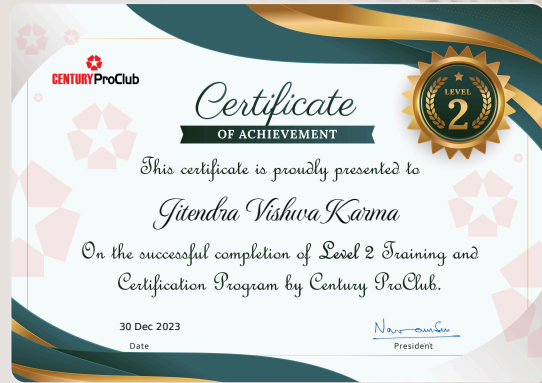 CENTURY ProClub
Certificate
OF ACHIEVEMENT
LEVEL
2
This certificate is proudly presented to
Jitendra Vishwa Karma
On the successful completion of Level 2 Training and
Certification Program by Century ProClub.
30 Dec 2023
Date
President